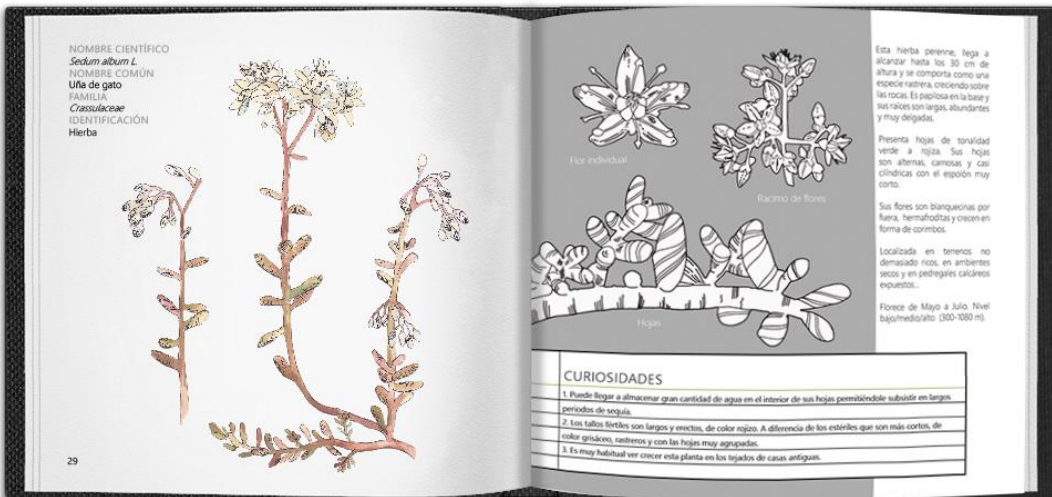 NOMBRE CIENTÍFICO
Sedum album L.
NOMBRE COMÚN
Uña de gato
FAMILIA
Crassulaceae
IDENTIFICACIÓN
Hierba
29
Flor individual
Racimo de flores
Hojas
Esta hierba perenne, llega a
alcanzar hasta los 30 cm de
altura y se comporta como una
especie rastrera, creciendo sobre
las rocas. Es papilosa en la base y
sus raíces son largas, abundantes
y muy delgadas.
Presenta hojas de tonalidad
verde a rojiza. Sus hojas
son alternas, carnosas y casi
cilíndricas con el espolón muy
corto.
Sus flores son blanquecinas por
fuera, hermafroditas y crecen en
forma de corimbos.
Localizada en terrenos no
demasiado ricos, en ambientes
secos y en pedregales calcáreos
expuestos...
Florece de Mayo a Julio. Nivel
bajo/medio/alto (300-1080 m).
CURIOSIDADES
1. Puede llegar a almacenar gran cantidad de agua en el interior de sus hojas permitiéndole subsistir en largos
periodos de sequía.
2. Los tallos fértiles son largos y erectos, de color rojizo. A diferencia de los estériles que son más cortos, de
color grisáceo, rastreros y con las hojas muy agrupadas.
3. Es muy habitual ver crecer esta planta en los tejados de casas antiguas.